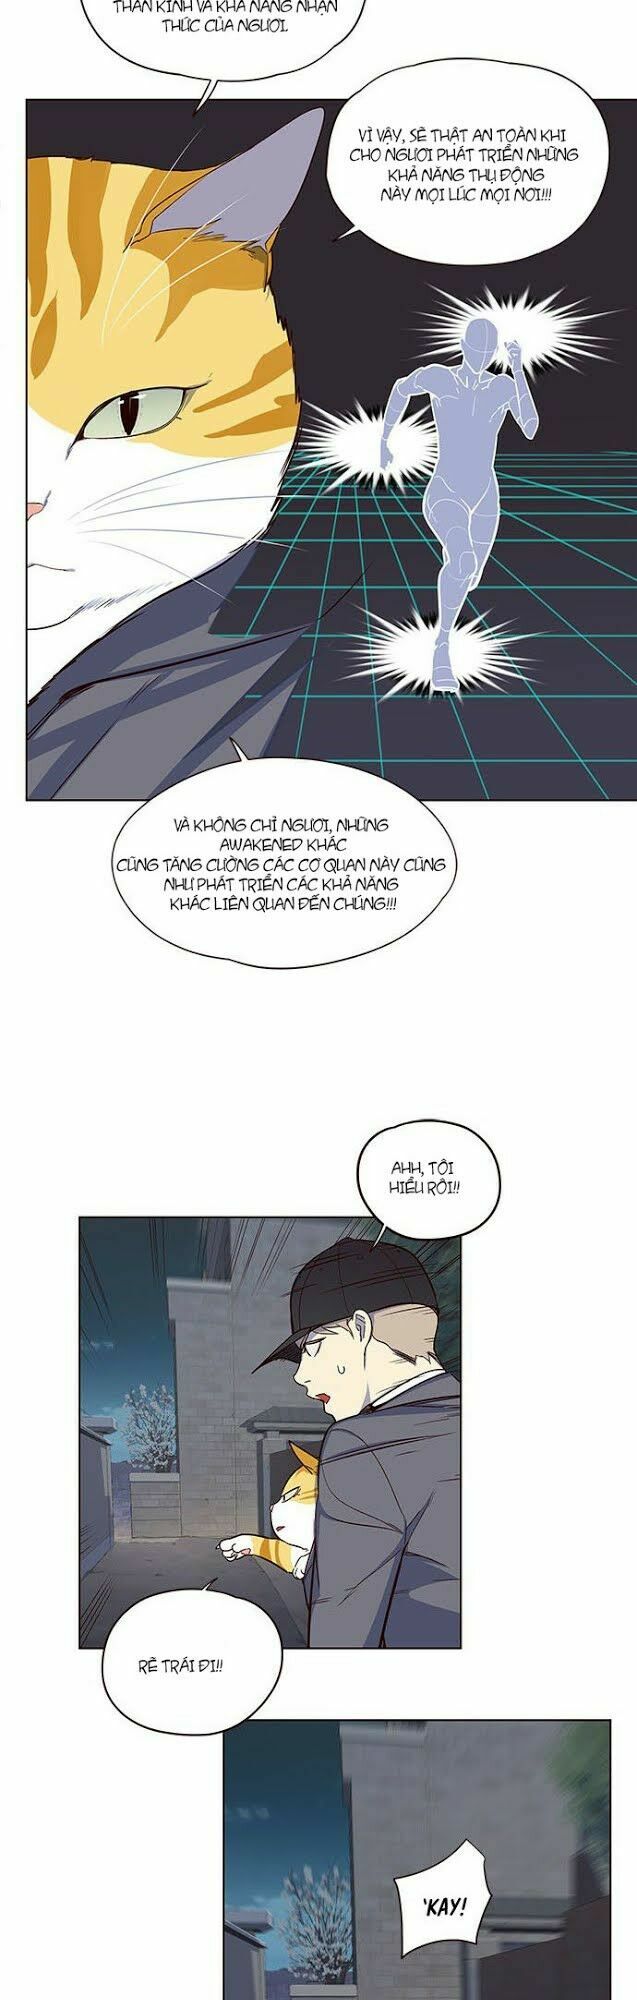 THẦN KINH VÀ KHẢ NĂNG NHẬN
THỨC CỦA NGƯƠI.
VÌ VẬY, SẼ THẬT AN TOÀN KHI
CHO NGƯƠI PHÁT TRIỂN NHỮNG
KHẢ NĂNG THỤ ĐỘNG
NÀY MỌI LÚC MỌI NƠI!!!
VÀ KHÔNG CHỈ NGƯƠI, NHỮNG
AWAKENED KHÁC
CŨNG TĂNG CƯỜNG CÁC CƠ QUAN NÀY CŨNG
NHƯ PHÁT TRIỂN CÁC KHẢ NĂNG
KHÁC LIÊN QUAN ĐẾN CHÚNG!!!
AHH, TÔI
HIỂU RỒI!!
RẼ TRÁI ĐI!!
'KAY!